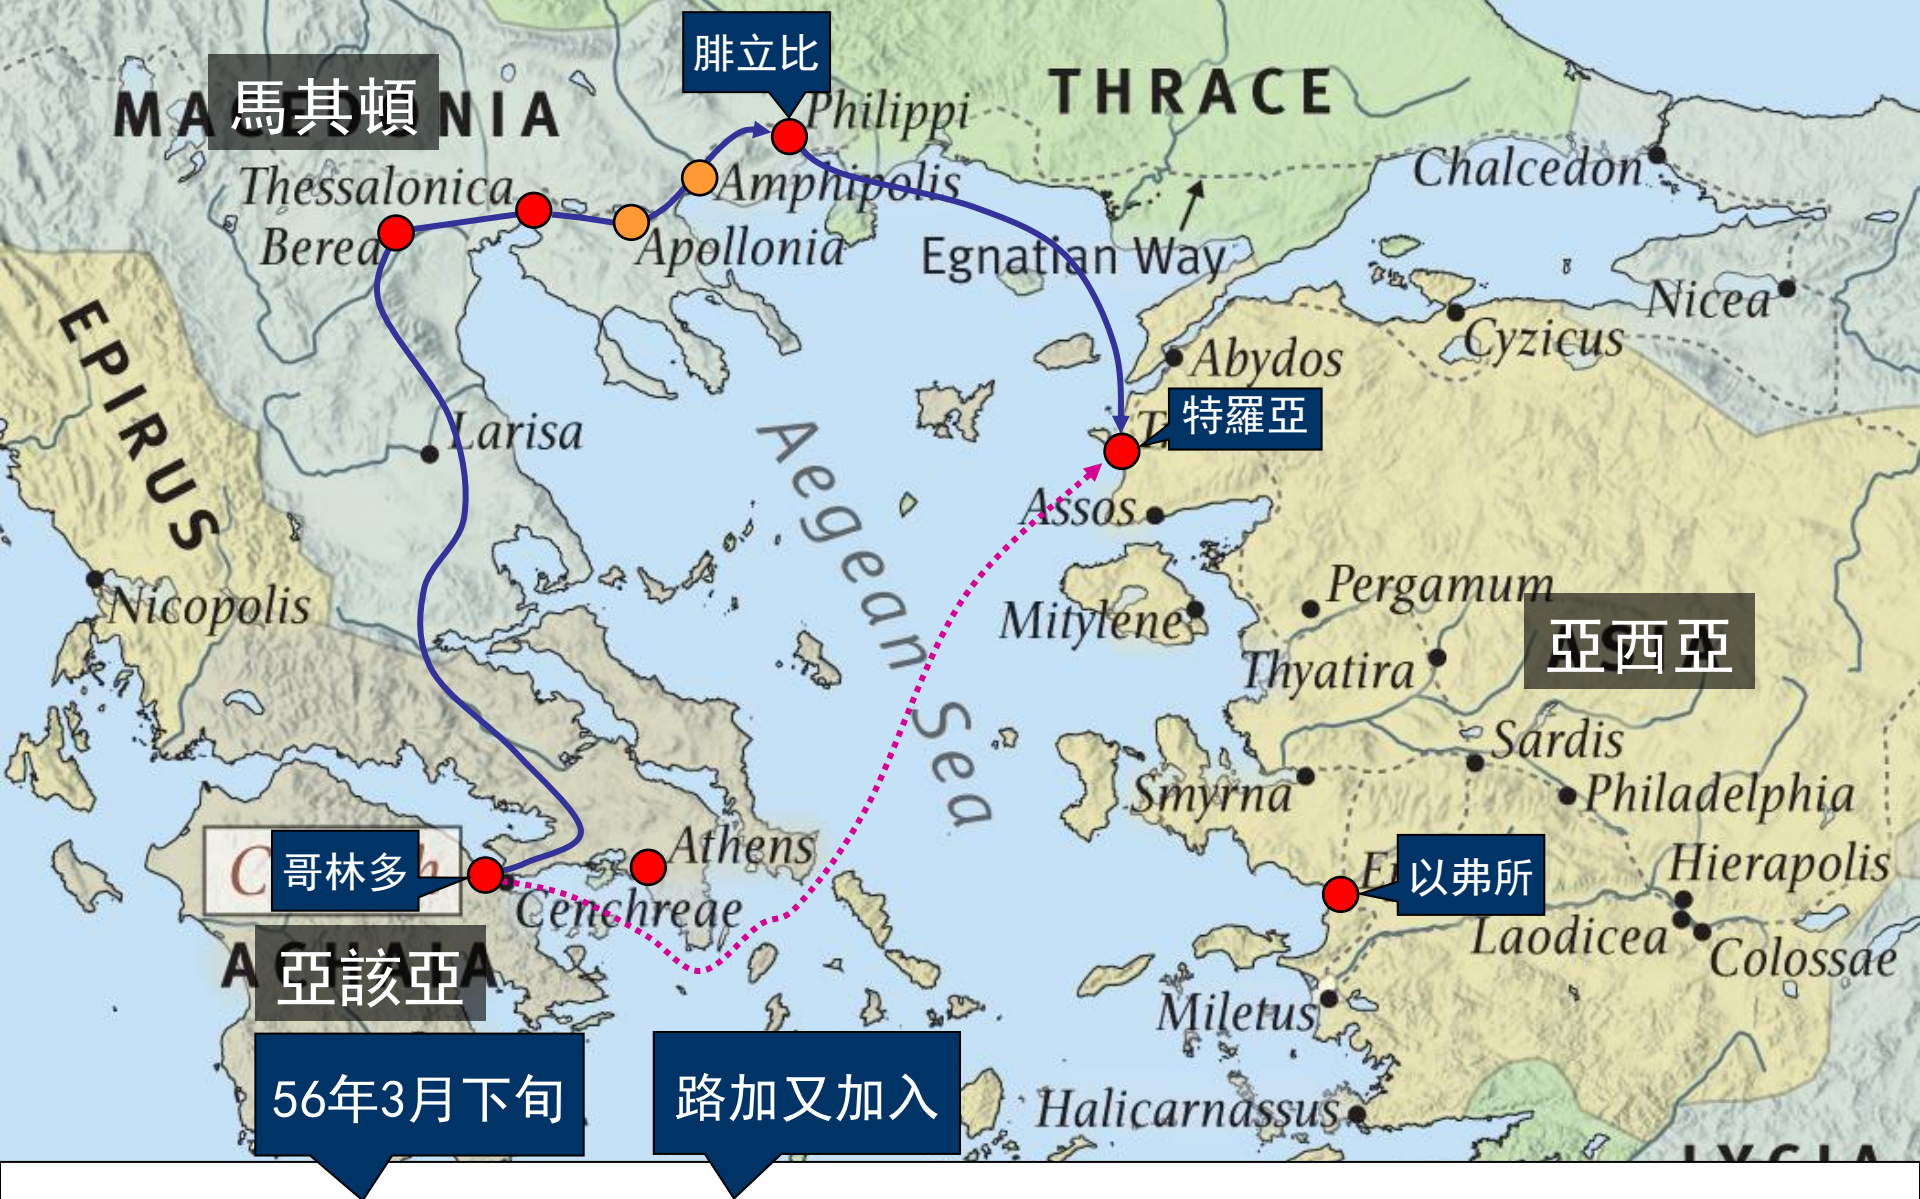 腓立比
THRACE
馬其頓
Philippi
Chalcedon
Thessalonica
Amphipolis
Berea
Apollonia
Egnatian Way
Nicea
EPIRUS
Cyzicus
Abydos
特羅亞
Larisa
Aegean Sea
Assos
Pergamum
Nicopolis
Mitylene
亞西亞
Thyatira
Sardis
Smyrna
Philadelphia
Athens
哥林多
以弗所
Hierapolis
Cenchreae
Laodicea
Colossae
亞該亞
Miletus
56年3月下旬
路加又加入
Halicarnassus
LYCIA